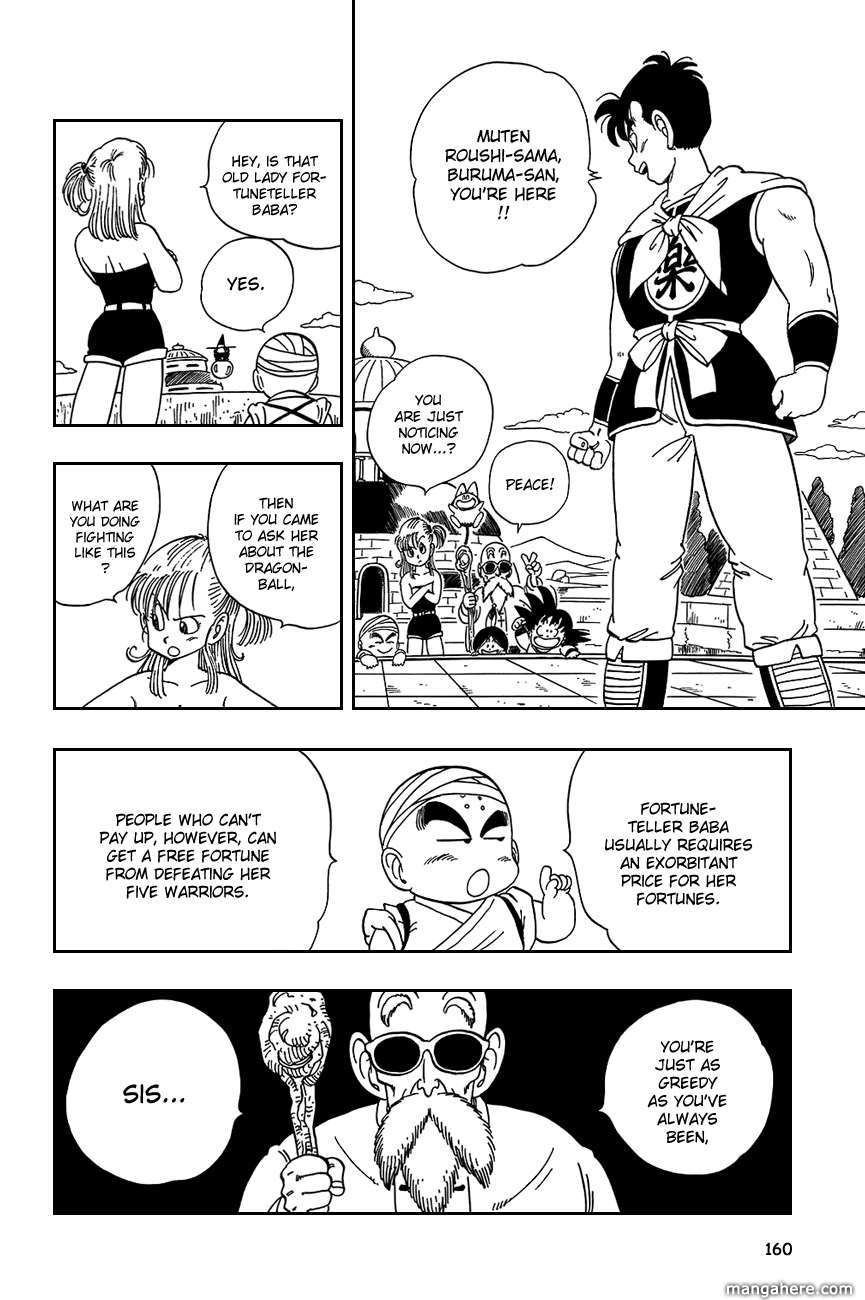 MUTEN
ROUSHI-SAMA,
BURUMA-SAN,
YOU'RE HERE
!!
楽
YOU
ARE JUST
NOTICING
NOW...?
PEACE!
HEY, IS THAT
OLD LADY FOR-
TUNETELLER
BABA?
YES.
THEN
IF YOU CAME
TO ASK HER
ABOUT THE
DRAGON-
BALL,
WHAT ARE
YOU DOING
FIGHTING
LIKE THIS
?
FORTUNE-
TELLER BABA
USUALLY REQUIRES
AN EXORBITANT
PRICE FOR HER
FORTUNES.
PEOPLE WHO CAN'T
PAY UP, HOWEVER, CAN
GET A FREE FORTUNE
FROM DEFEATING HER
FIVE WARRIORS.
YOU'RE
JUST AS
GREEDY
AS YOU'VE
ALWAYS
BEEN,
SIS...
160
mangahere.com